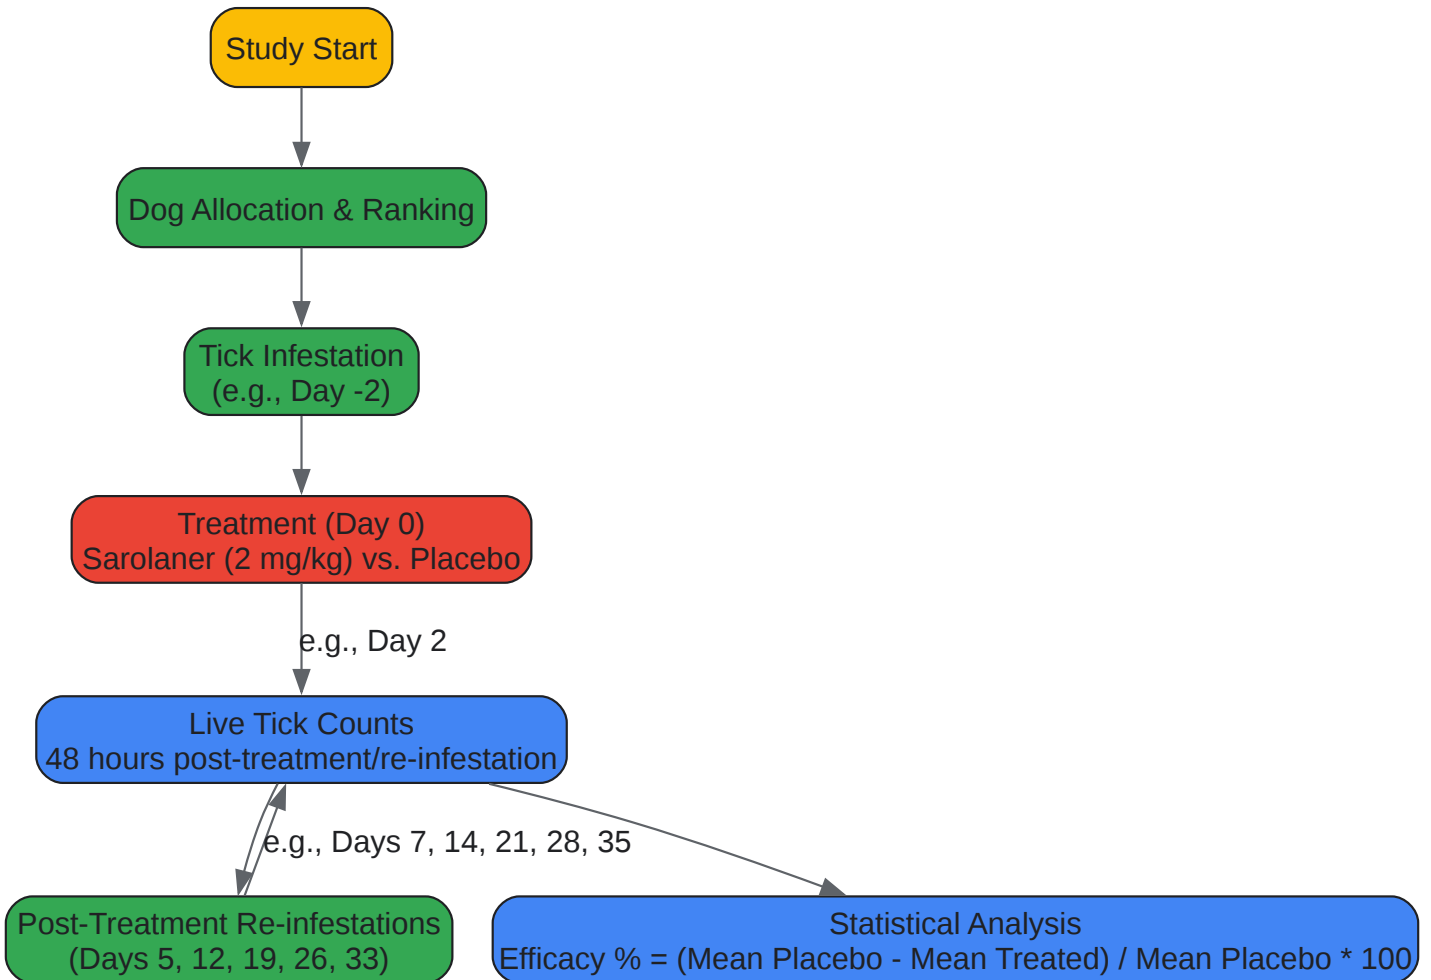 Study Start
Dog Allocation & Ranking
Tick Infestation
(e.g., Day -2)
Treatment (Day 0)
Sarolaner (2 mg/kg) vs. Placebo
e.g., Day 2
Live Tick Counts
48 hours post-treatment/re-infestation
e.g., Days 7, 14, 21, 28, 35
Post-Treatment Re-infestations
(Days 5, 12, 19, 26, 33)
Statistical Analysis
Efficacy % = (Mean Placebo - Mean Treated) / Mean Placebo * 100